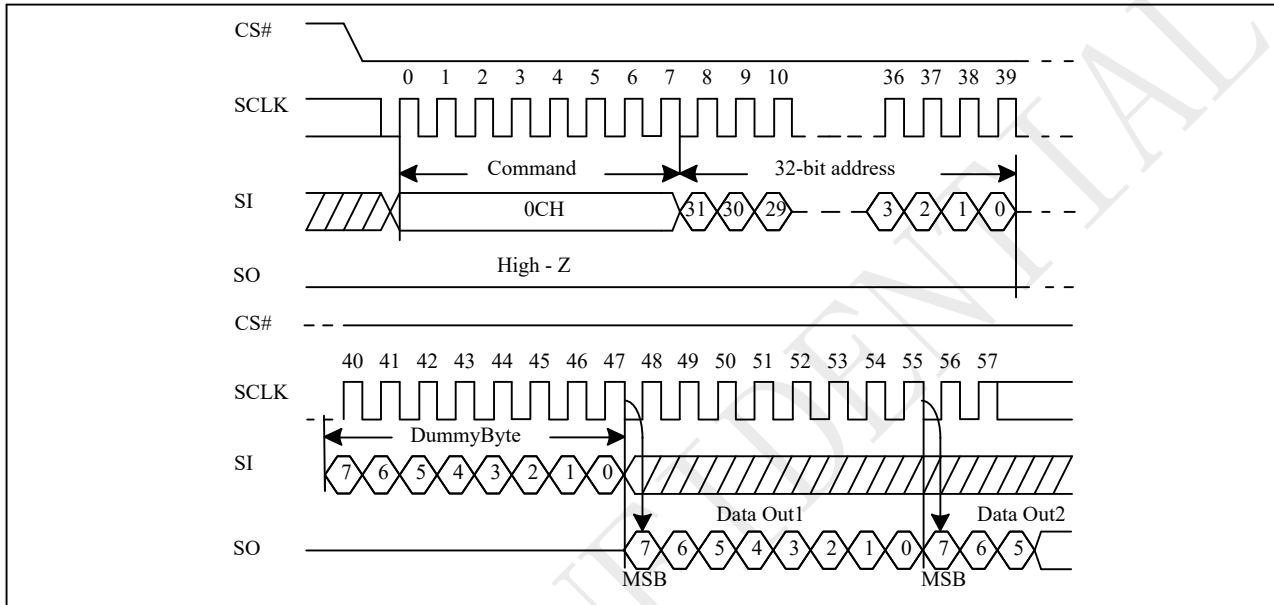 CS#
0 1 2 3 4 5 6 7 8 9 10 36 37 38 39
SCLK
Command 32-bit address
SI 0CH 31 30 29 3 2 1 0
High - Z
SO
CS#
40 41 42 43 44 45 46 47 48 49 50 51 52 53 54 55 56 57
SCLK
DummyByte
SI 7 6 5 4 3 2 1 0
Data Out1 Data Out2
SO 7 6 5 4 3 2 1 0 7 6 5
MSB MSB